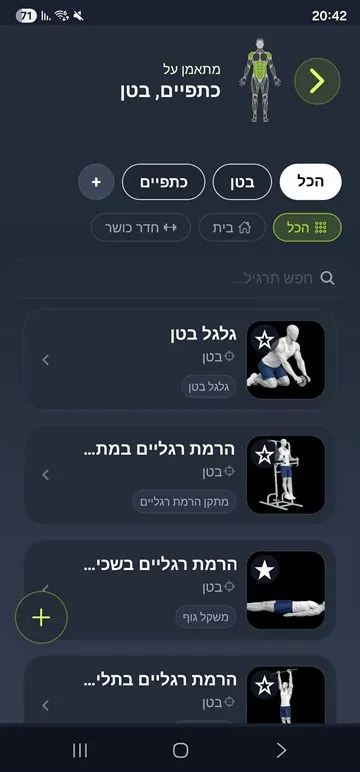 71
20:42
מתאמן על
כתפיים, בטן
הכל
בטן
כתפיים
+
הכל
בית
חדר כושר
חפש תרגיל...
גלגל בטן
בטן
גלגל בטן
הרמת רגליים במת...
בטן
מתקן הרמת רגליים
הרמת רגליים בשכי...
בטן
משקל גוף
+
הרמת רגליים בתלי...
בטן